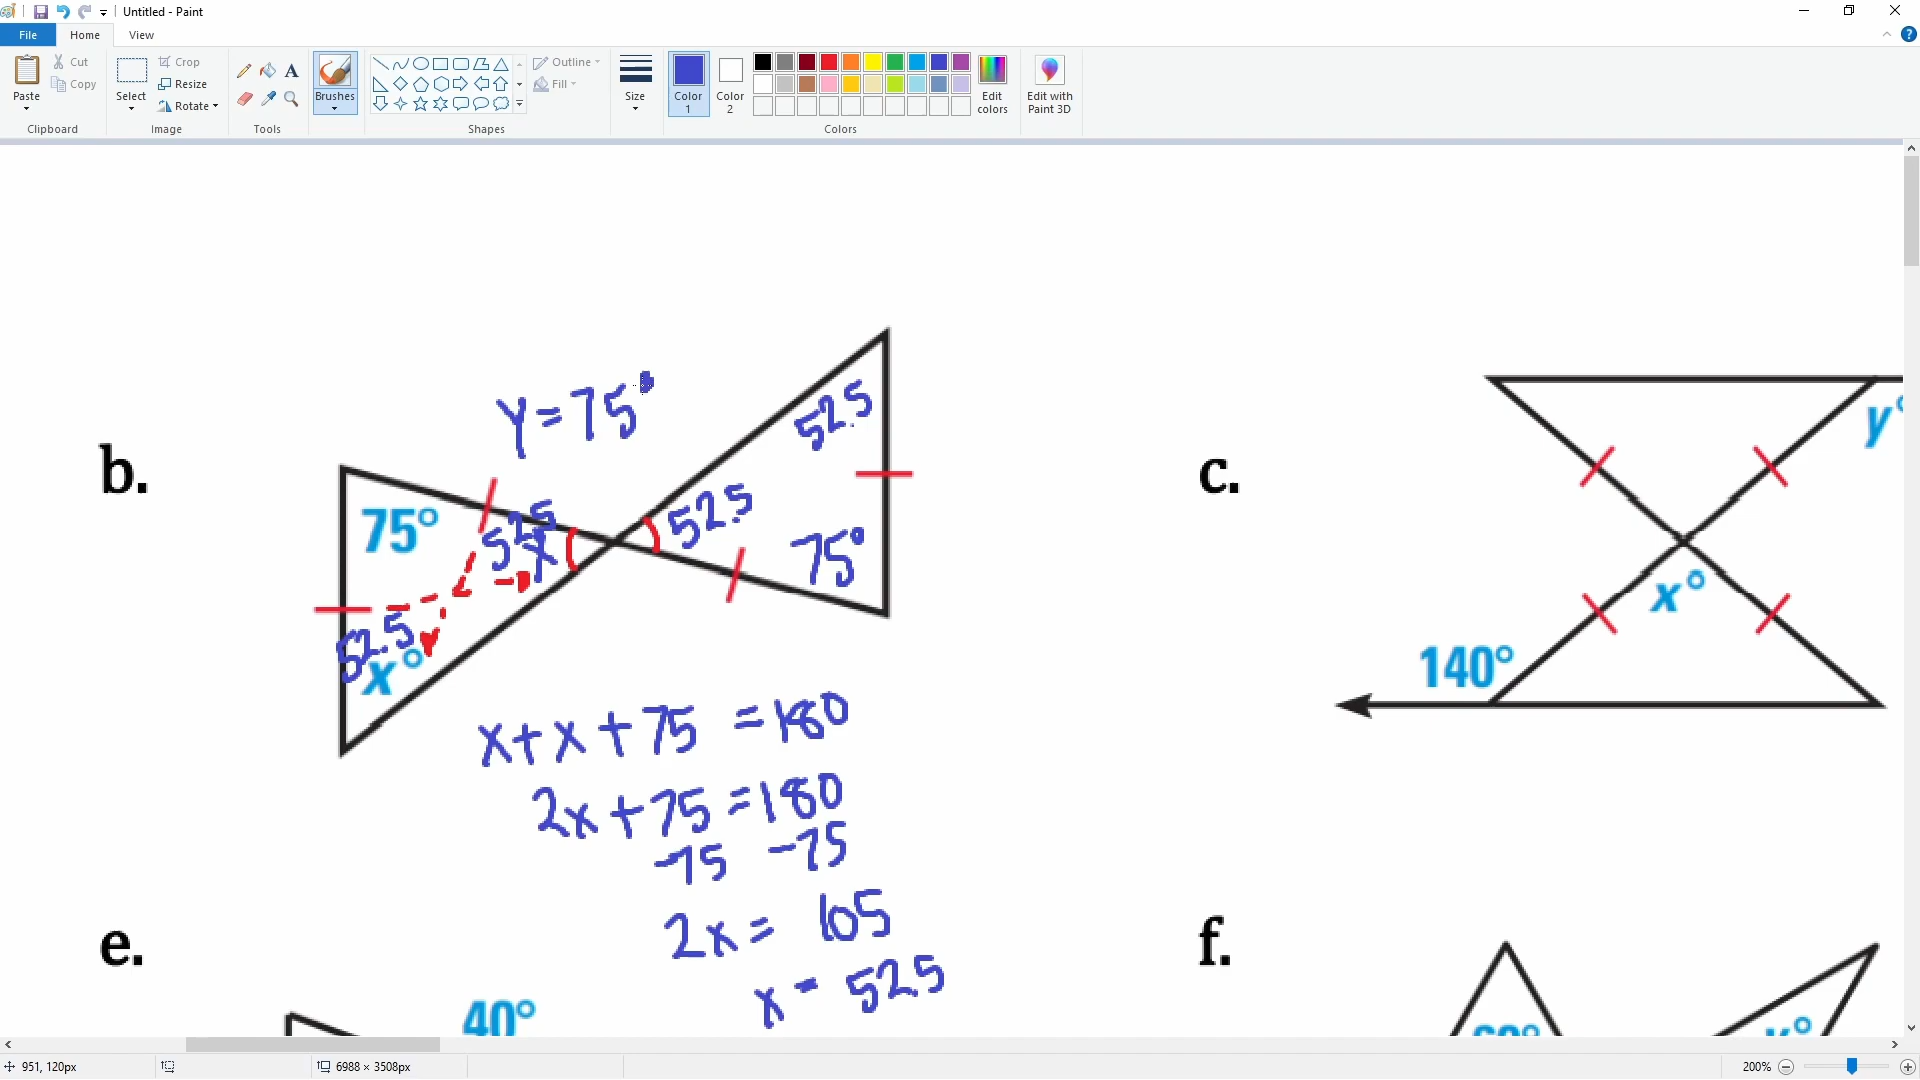 Untitled - Paint
File Home View
Paste
Cut
Copy
Clipboard
Select
Crop
Resize
Rotate
Image
Tools
Brushes
Shapes
Outline
Fill
Size
Color 1
Color 2
Colors
Edit colors
Edit with Paint 3D
b.
Y=75°
75°
52.5
X
52.5
x°
52.5
52.5
75°
x+x+75 =180
2x+75=180
-75 -75
2x= 105
x= 52.5
c.
y°
x°
140°
e.
40°
f.
60°
x°
951, 120px
6988 × 3508px
200%